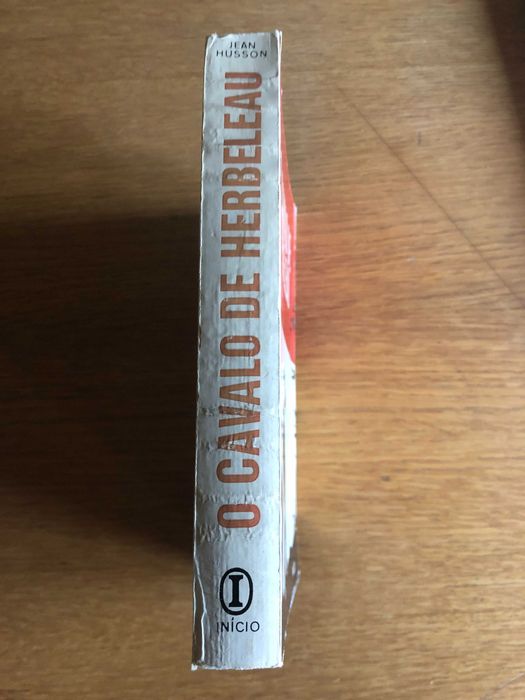 JEAN
HUSSON
O CAVALO DE HERBELEAU
I
INÍCIO